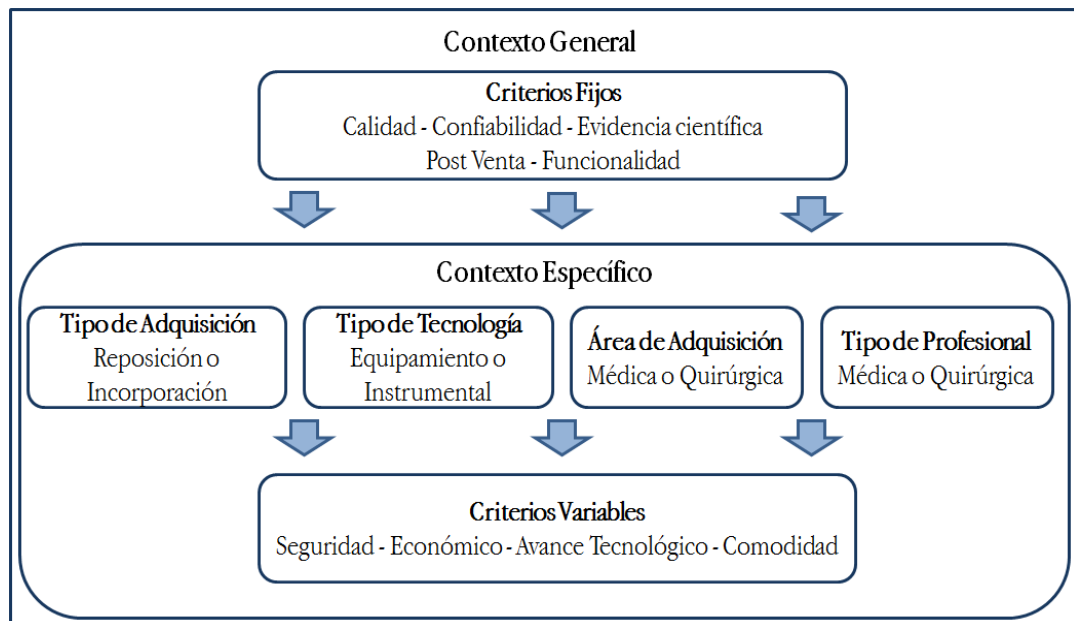 Contexto General
Criterios Fijos
Calidad - Confiabilidad - Evidencia científica
Post Venta - Funcionalidad
Contexto Específico
Tipo de Adquisición
Reposición o
Incorporación
Tipo de Tecnología
Equipamiento o
Instrumental
Área de Adquisición
Médica o Quirúrgica
Tipo de Profesional
Médica o Quirúrgica
Criterios Variables
Seguridad - Económico - Avance Tecnológico - Comodidad